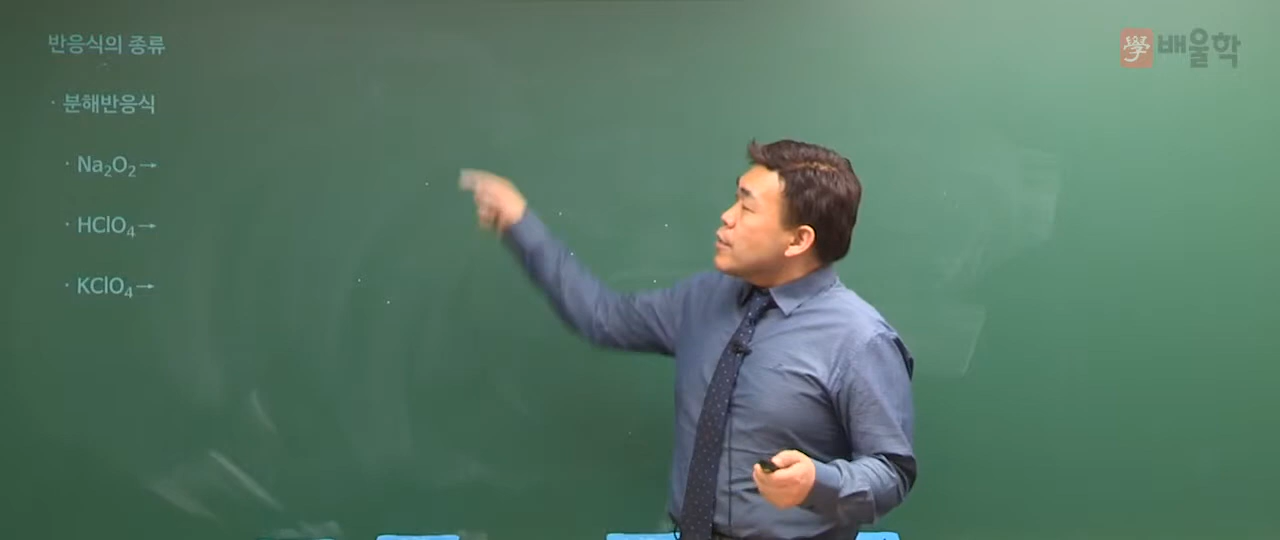 반응식의 종류
學 배울학
· 분해반응식
· Na₂O₂→
· HClO₄→
· KClO₄→